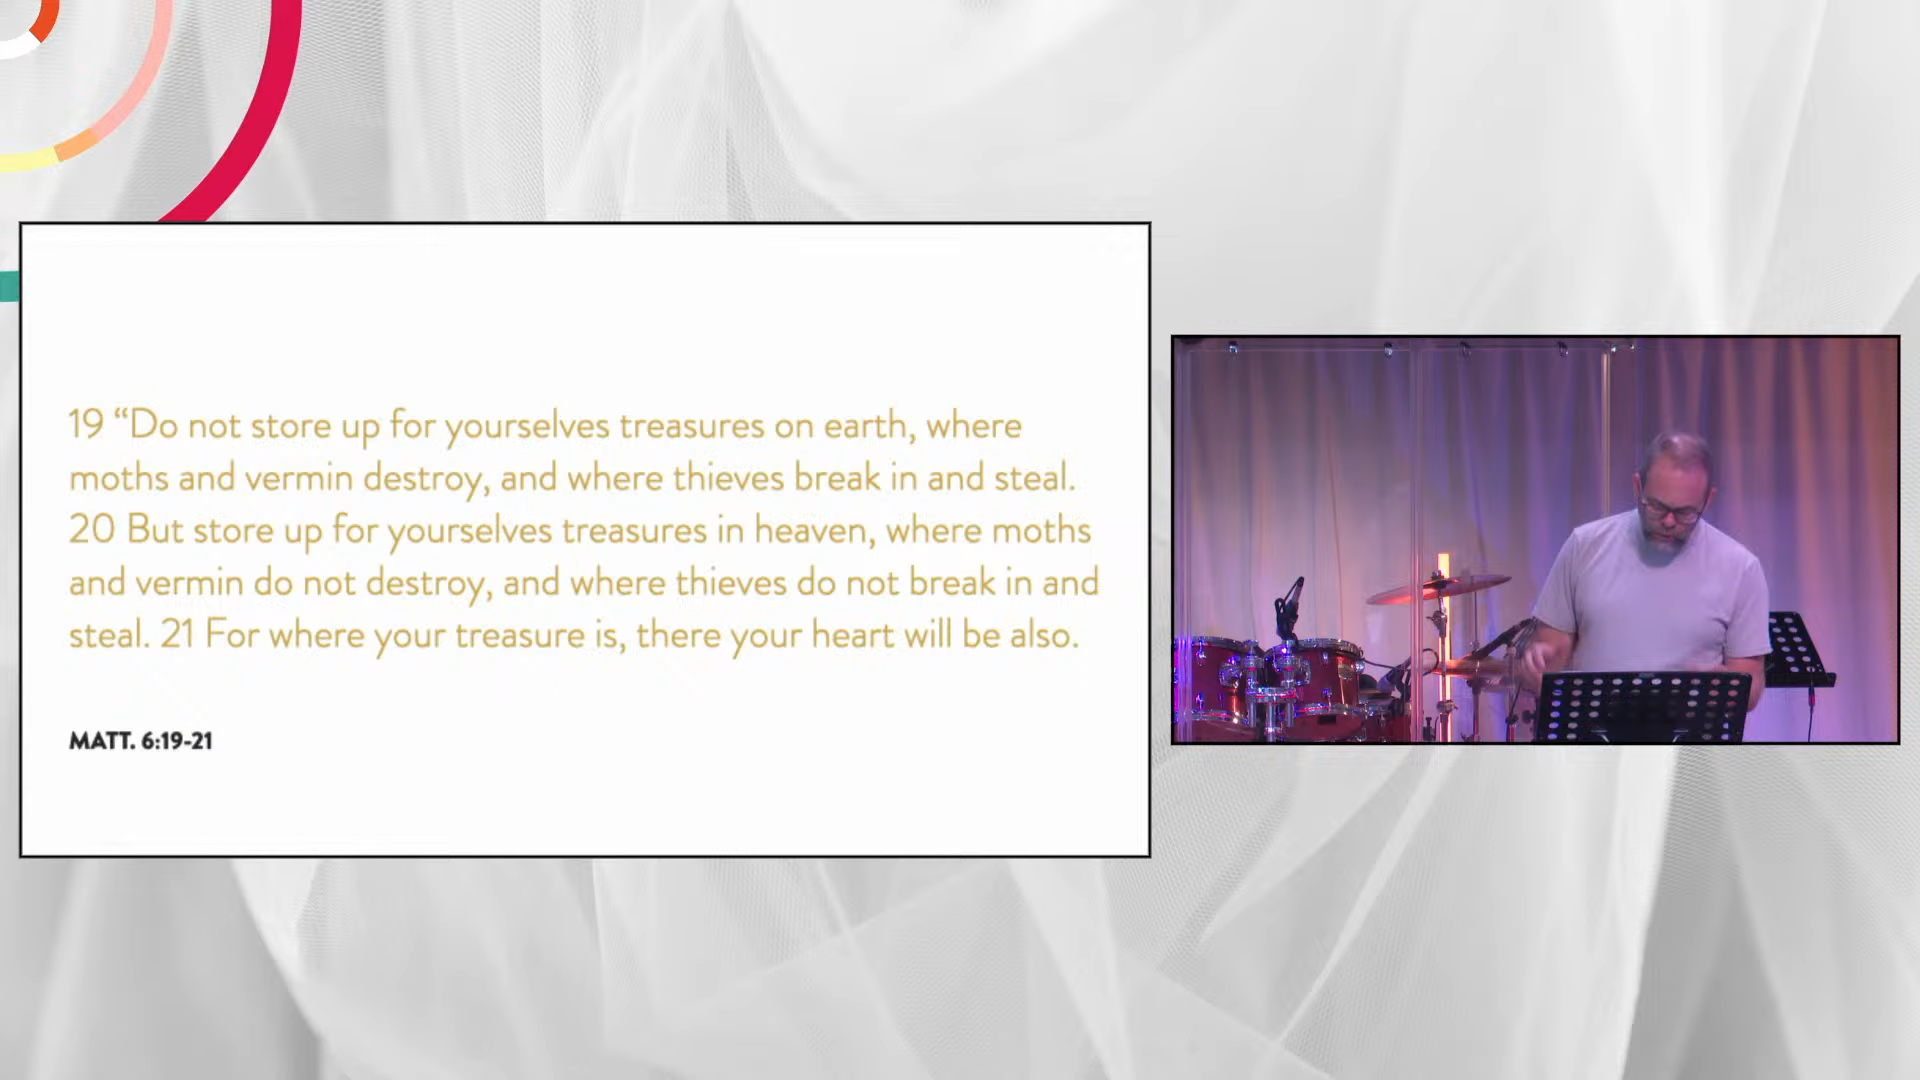 19 “Do not store up for yourselves treasures on earth, where
moths and vermin destroy, and where thieves break in and steal.
20 But store up for yourselves treasures in heaven, where moths
and vermin do not destroy, and where thieves do not break in and
steal. 21 For where your treasure is, there your heart will be also.
MATT. 6:19-21